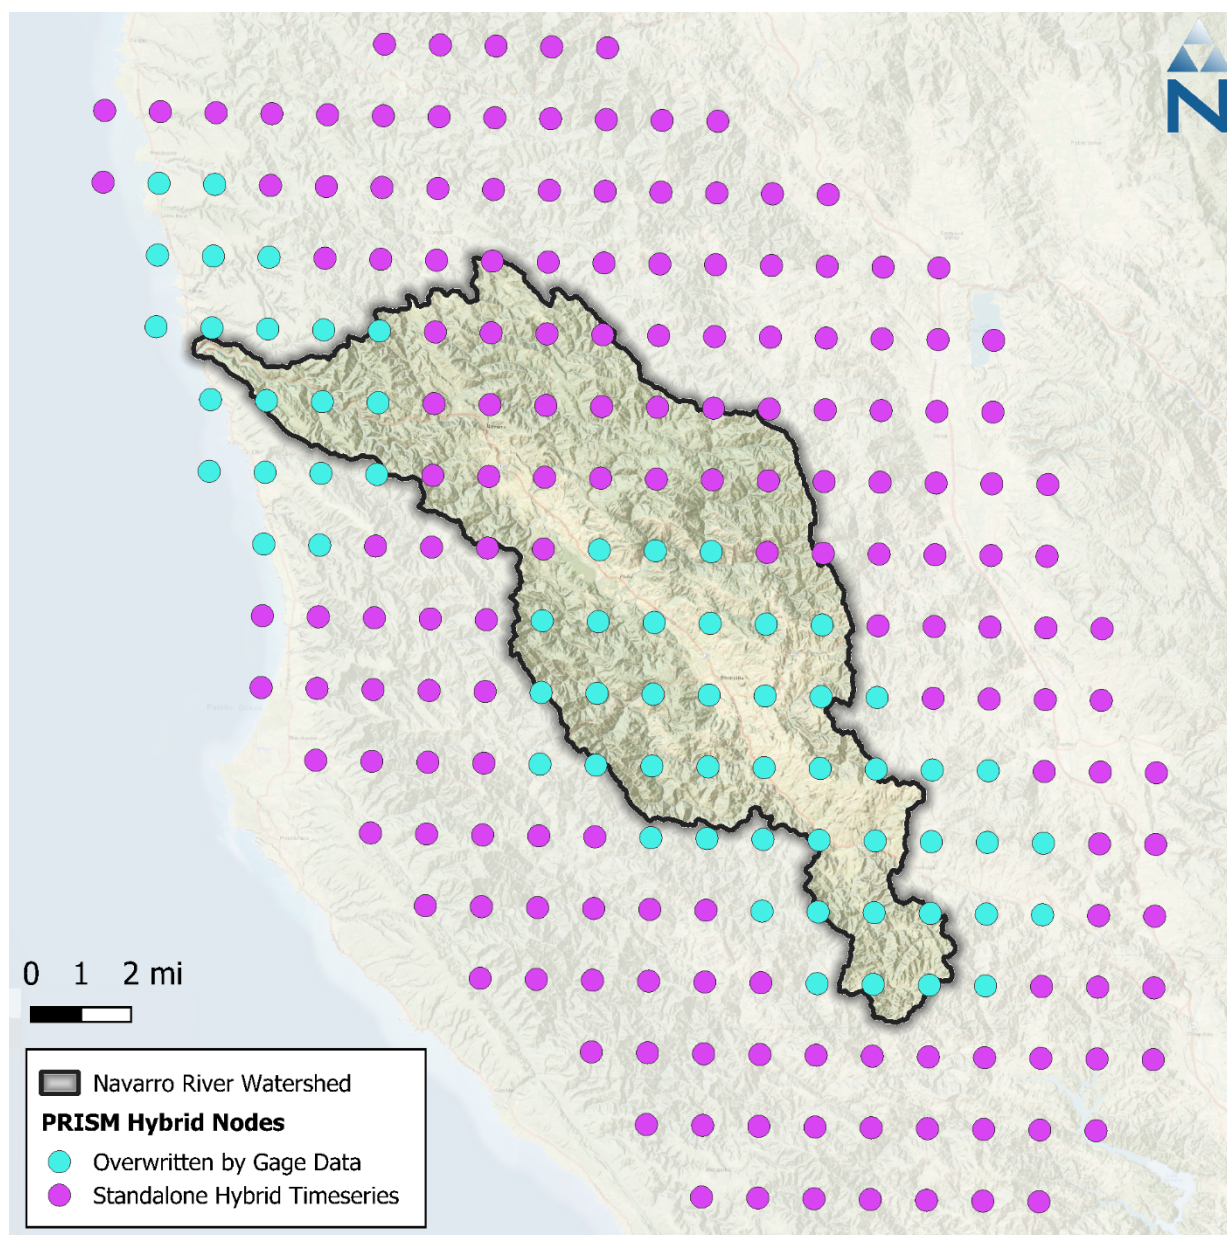 N
0 1 2 mi
Navarro River Watershed
PRISM Hybrid Nodes
Overwritten by Gage Data
Standalone Hybrid Timeseries